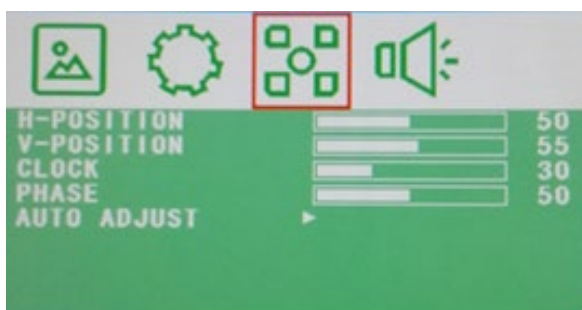 H-POSITION 50
V-POSITION 55
CLOCK 30
PHASE 50
AUTO ADJUST